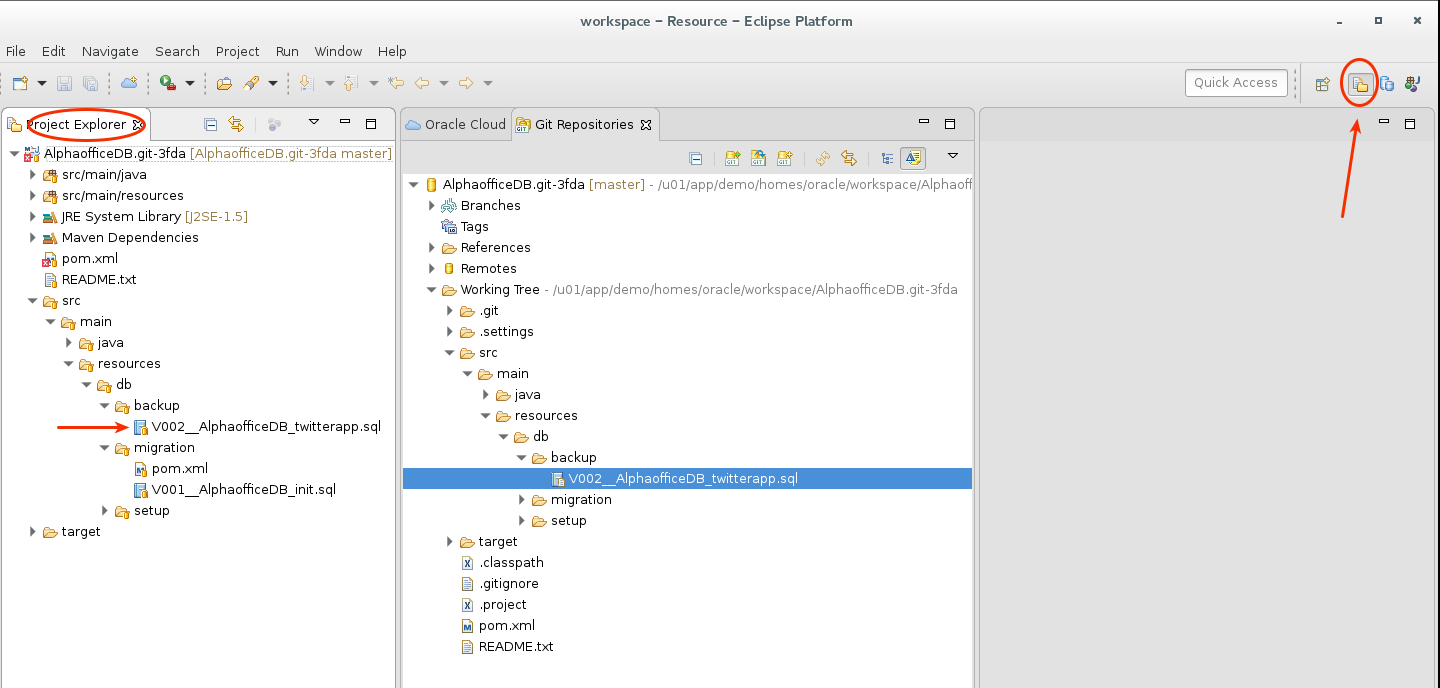 workspace – Resource – Eclipse Platform
File Edit Navigate Search Project Run Window Help
Quick Access
Project Explorer
AlphaofficeDB.git-3fda [AlphaofficeDB.git-3fda master]
src/main/java
src/main/resources
JRE System Library [J2SE-1.5]
Maven Dependencies
pom.xml
README.txt
src
main
java
resources
db
backup
V002__AlphaofficeDB_twitterapp.sql
migration
pom.xml
V001__AlphaofficeDB_init.sql
setup
target
Oracle Cloud Git Repositories
AlphaofficeDB.git-3fda [master] - /u01/app/demo/homes/oracle/workspace/Alphaoff
Branches
Tags
References
Remotes
Working Tree - /u01/app/demo/homes/oracle/workspace/AlphaofficeDB.git-3fda
.git
.settings
src
main
java
resources
db
backup
V002__AlphaofficeDB_twitterapp.sql
migration
setup
target
.classpath
.gitignore
.project
pom.xml
README.txt